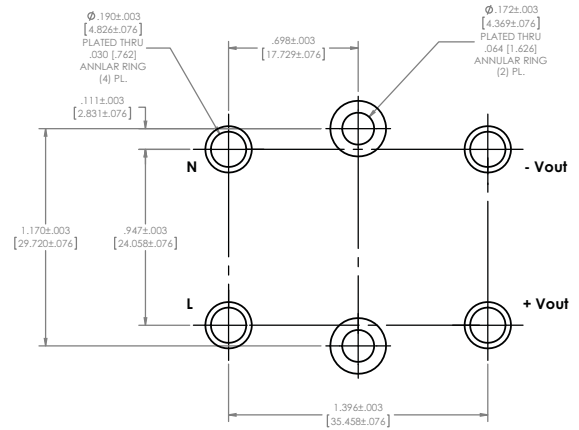 Ø.190±.003
[4.826±.076]
PLATED THRU
.030 [.762]
ANNLAR RING
(4) PL.
.698±.003
[17.729±.076]
Ø.172±.003
[4.369±.076]
PLATED THRU
.064 [1.626]
ANNULAR RING
(2) PL.
.111±.003
[2.831±.076]
N
- Vout
1.170±.003
[29.720±.076]
.947±.003
[24.058±.076]
L
+ Vout
1.396±.003
[35.458±.076]